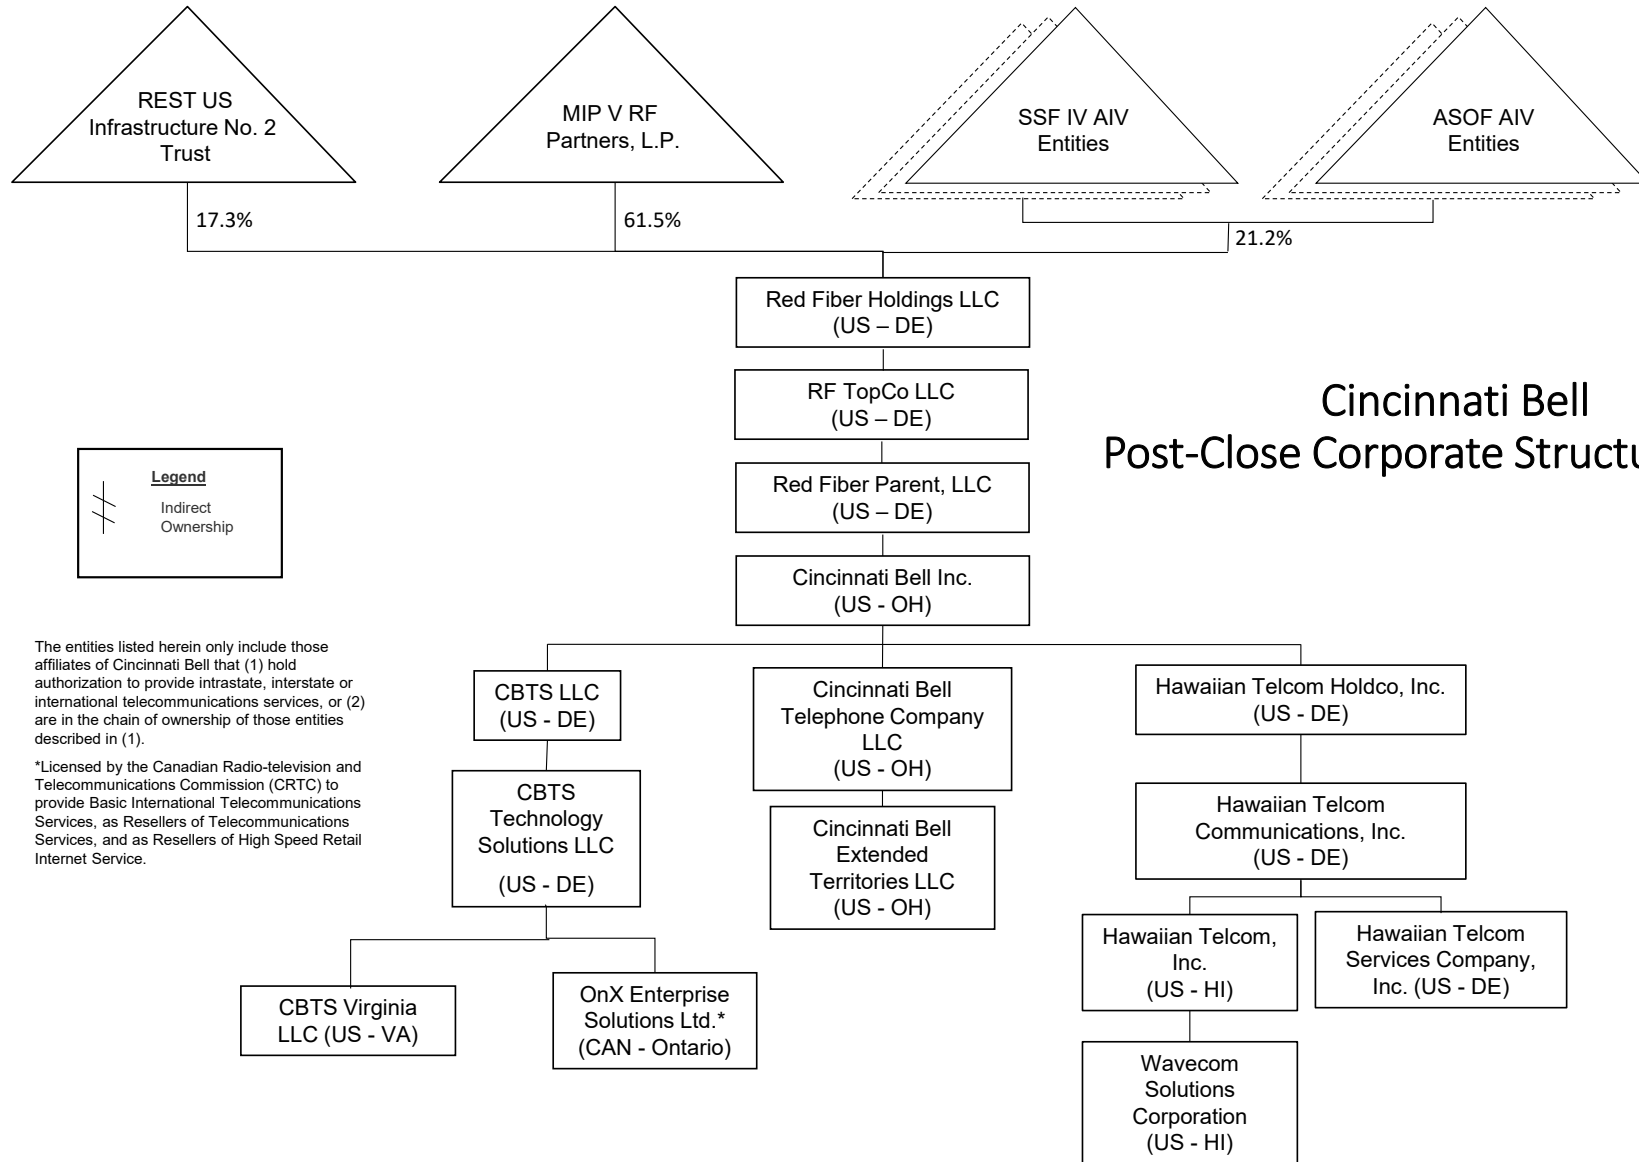 REST US
Infrastructure No. 2
Trust
MIP V RF
Partners, L.P.
SSF IV AIV
Entities
ASOF AIV
Entities
17.3%
61.5%
21.2%
Red Fiber Holdings LLC
(US – DE)
RF TopCo LLC
(US – DE)
Cincinnati Bell
Post-Close Corporate Structu
Red Fiber Parent, LLC
(US – DE)
Legend
Indirect
Ownership
Cincinnati Bell Inc.
(US - OH)
The entities listed herein only include those
affiliates of Cincinnati Bell that (1) hold
authorization to provide intrastate, interstate or
international telecommunications services, or (2)
are in the chain of ownership of those entities
described in (1).
*Licensed by the Canadian Radio-television and
Telecommunications Commission (CRTC) to
provide Basic International Telecommunications
Services, as Resellers of Telecommunications
Services, and as Resellers of High Speed Retail
Internet Service.
CBTS LLC
(US - DE)
Cincinnati Bell
Telephone Company
LLC
(US - OH)
Hawaiian Telcom Holdco, Inc.
(US - DE)
CBTS
Technology
Solutions LLC
(US - DE)
Cincinnati Bell
Extended
Territories LLC
(US - OH)
Hawaiian Telcom
Communications, Inc.
(US - DE)
Hawaiian Telcom,
Inc.
(US - HI)
Hawaiian Telcom
Services Company,
Inc. (US - DE)
CBTS Virginia
LLC (US - VA)
OnX Enterprise
Solutions Ltd.*
(CAN - Ontario)
Wavecom
Solutions
Corporation
(US - HI)